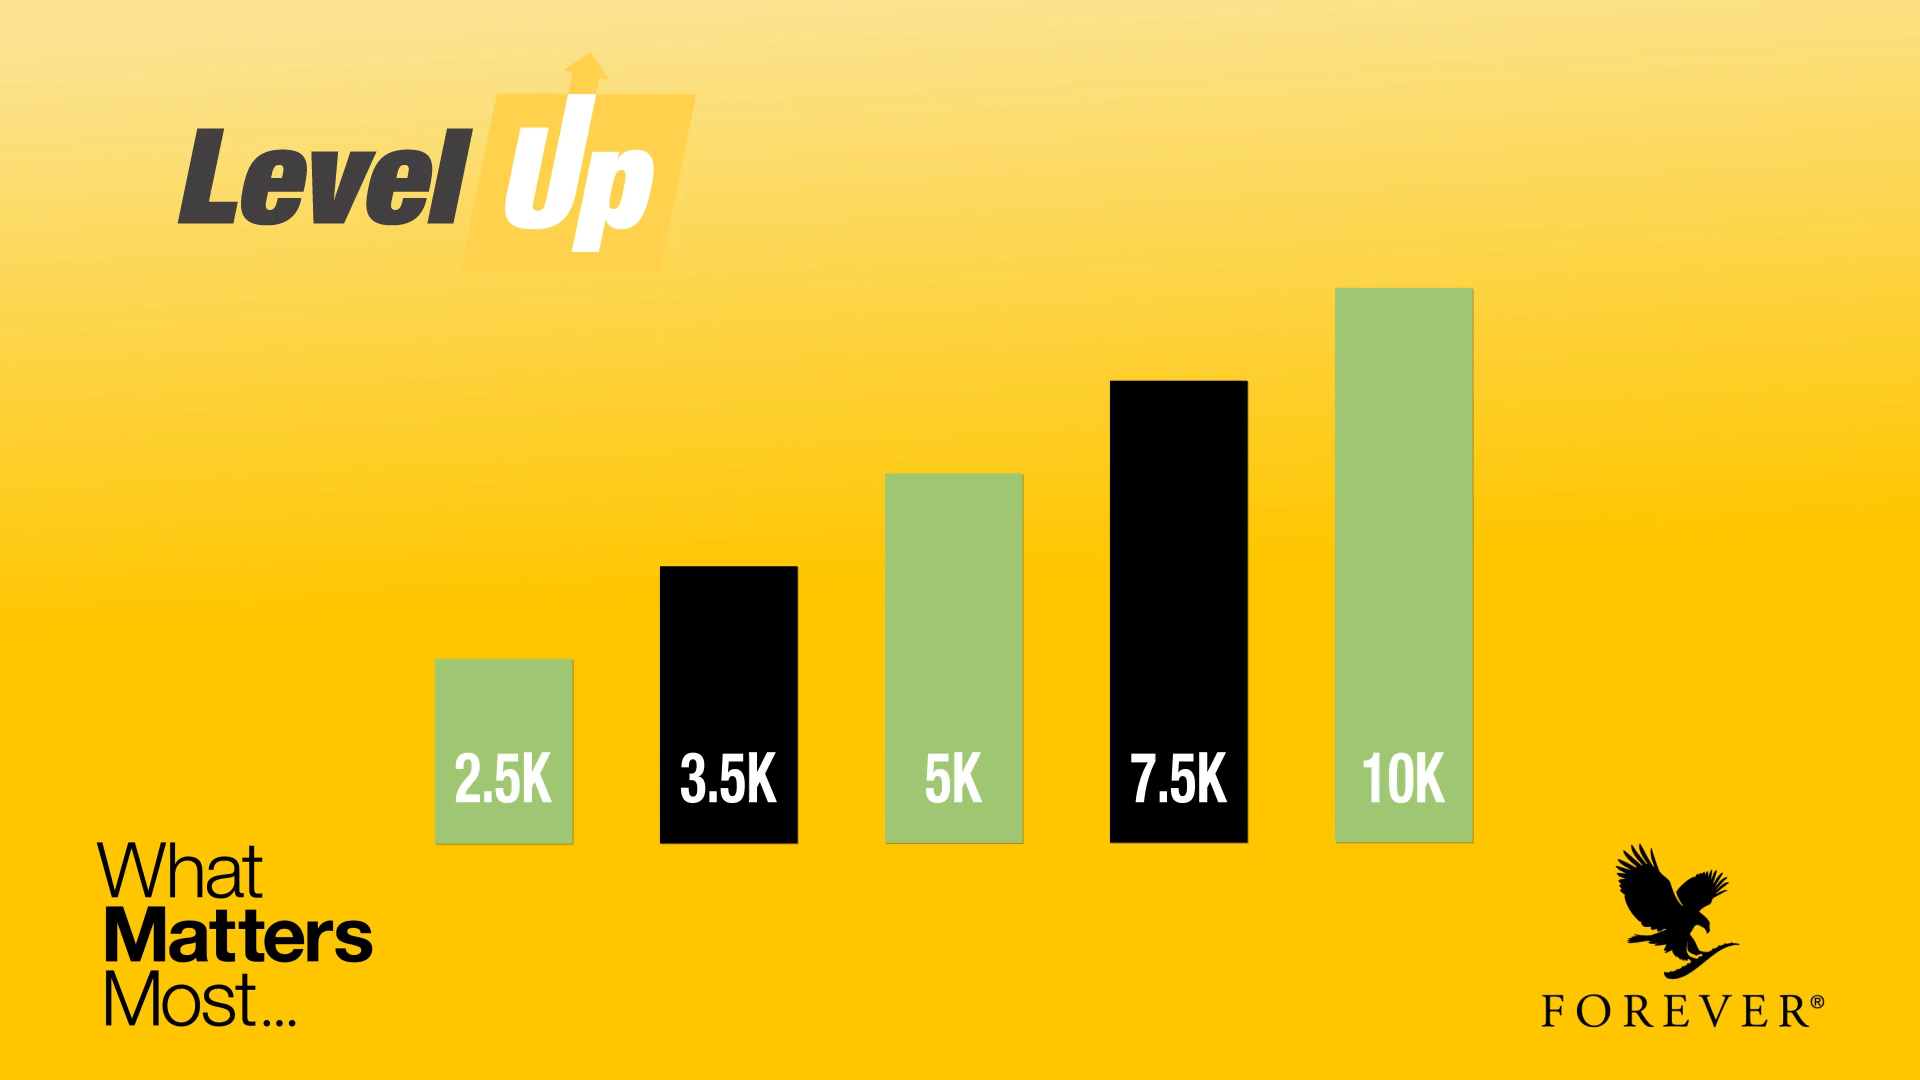 Level Up
2.5K
3.5K
5K
7.5K
10K
What
Matters
Most...
FOREVER®